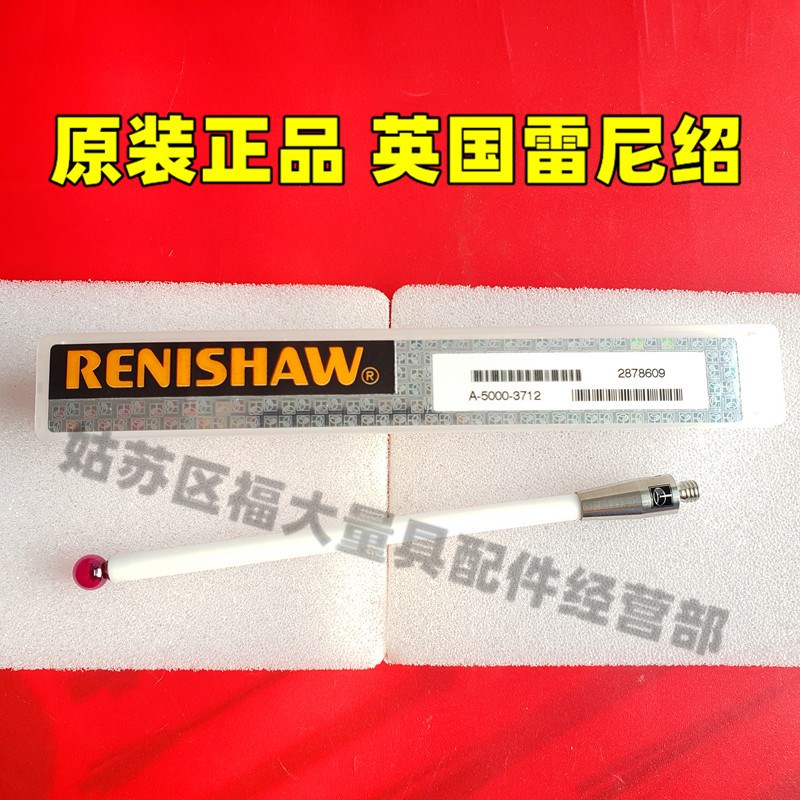 原装正品 英国雷尼绍
RENISHAW®
2878609
A-5000-3712
姑苏区福大量具配件经营部